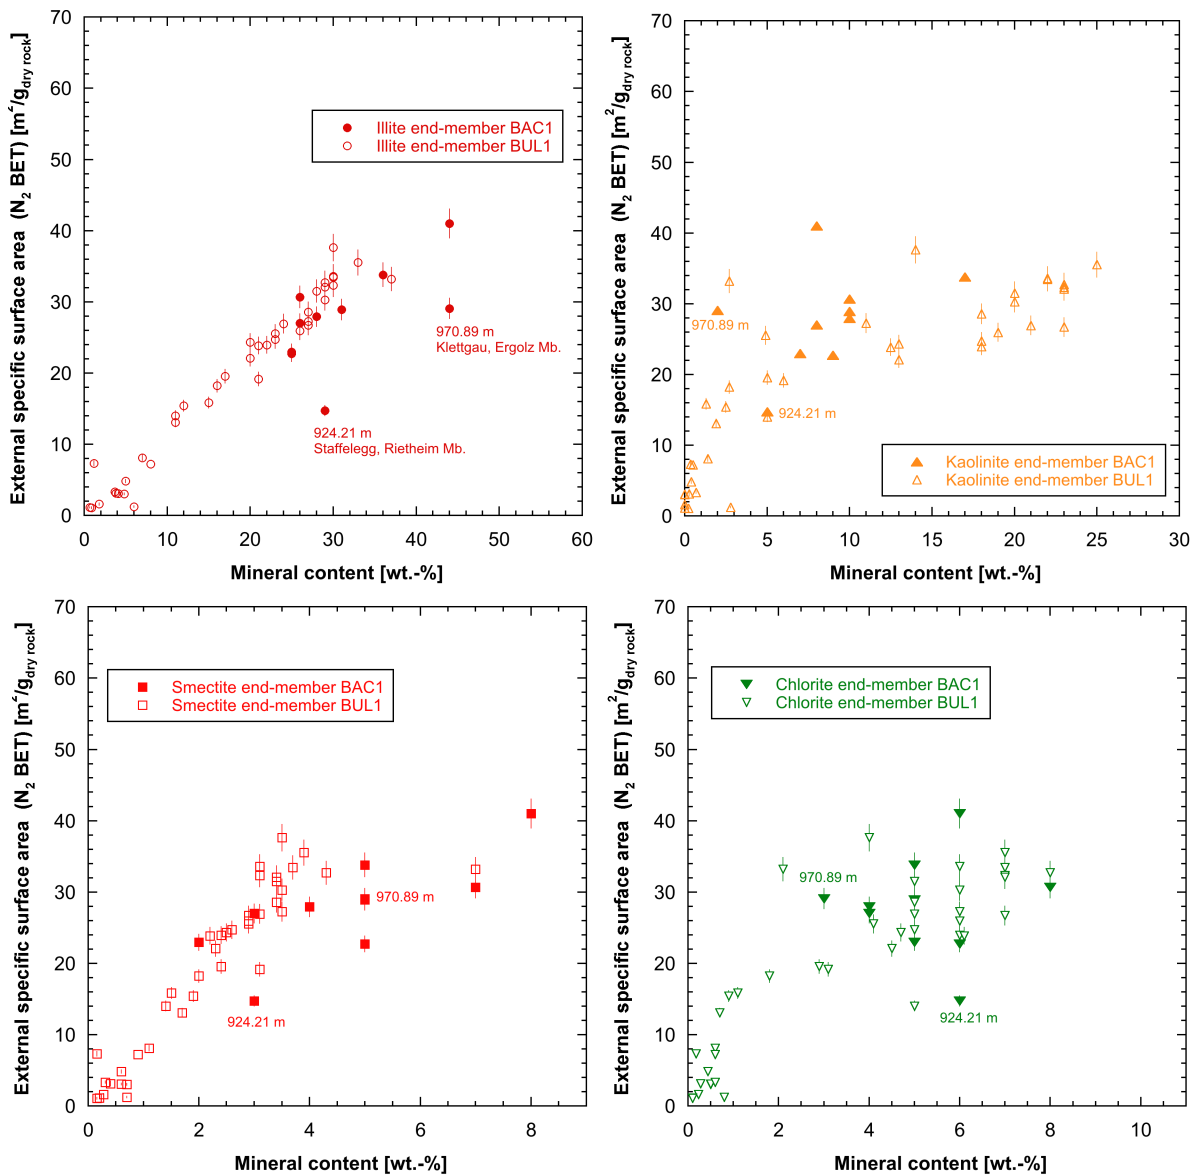 External specific surface area (N2 BET) [m²/gdry rock]
70
60
50
40
30
20
10
0
Illite end-member BAC1
Illite end-member BUL1
970.89 m
Klettgau, Ergolz Mb.
924.21 m
Staffelegg, Rietheim Mb.
0 10 20 30 40 50 60
Mineral content [wt.-%]
External specific surface area (N2 BET) [m²/gdry rock]
70
60
50
40
30
20
10
0
970.89 m
924.21 m
Kaolinite end-member BAC1
Kaolinite end-member BUL1
0 5 10 15 20 25 30
Mineral content [wt.-%]
External specific surface area (N2 BET) [m²/gdry rock]
70
60
50
40
30
20
10
0
Smectite end-member BAC1
Smectite end-member BUL1
970.89 m
924.21 m
0 2 4 6 8
Mineral content [wt.-%]
External specific surface area (N2 BET) [m²/gdry rock]
70
60
50
40
30
20
10
0
Chlorite end-member BAC1
Chlorite end-member BUL1
970.89 m
924.21 m
0 2 4 6 8 10
Mineral content [wt.-%]